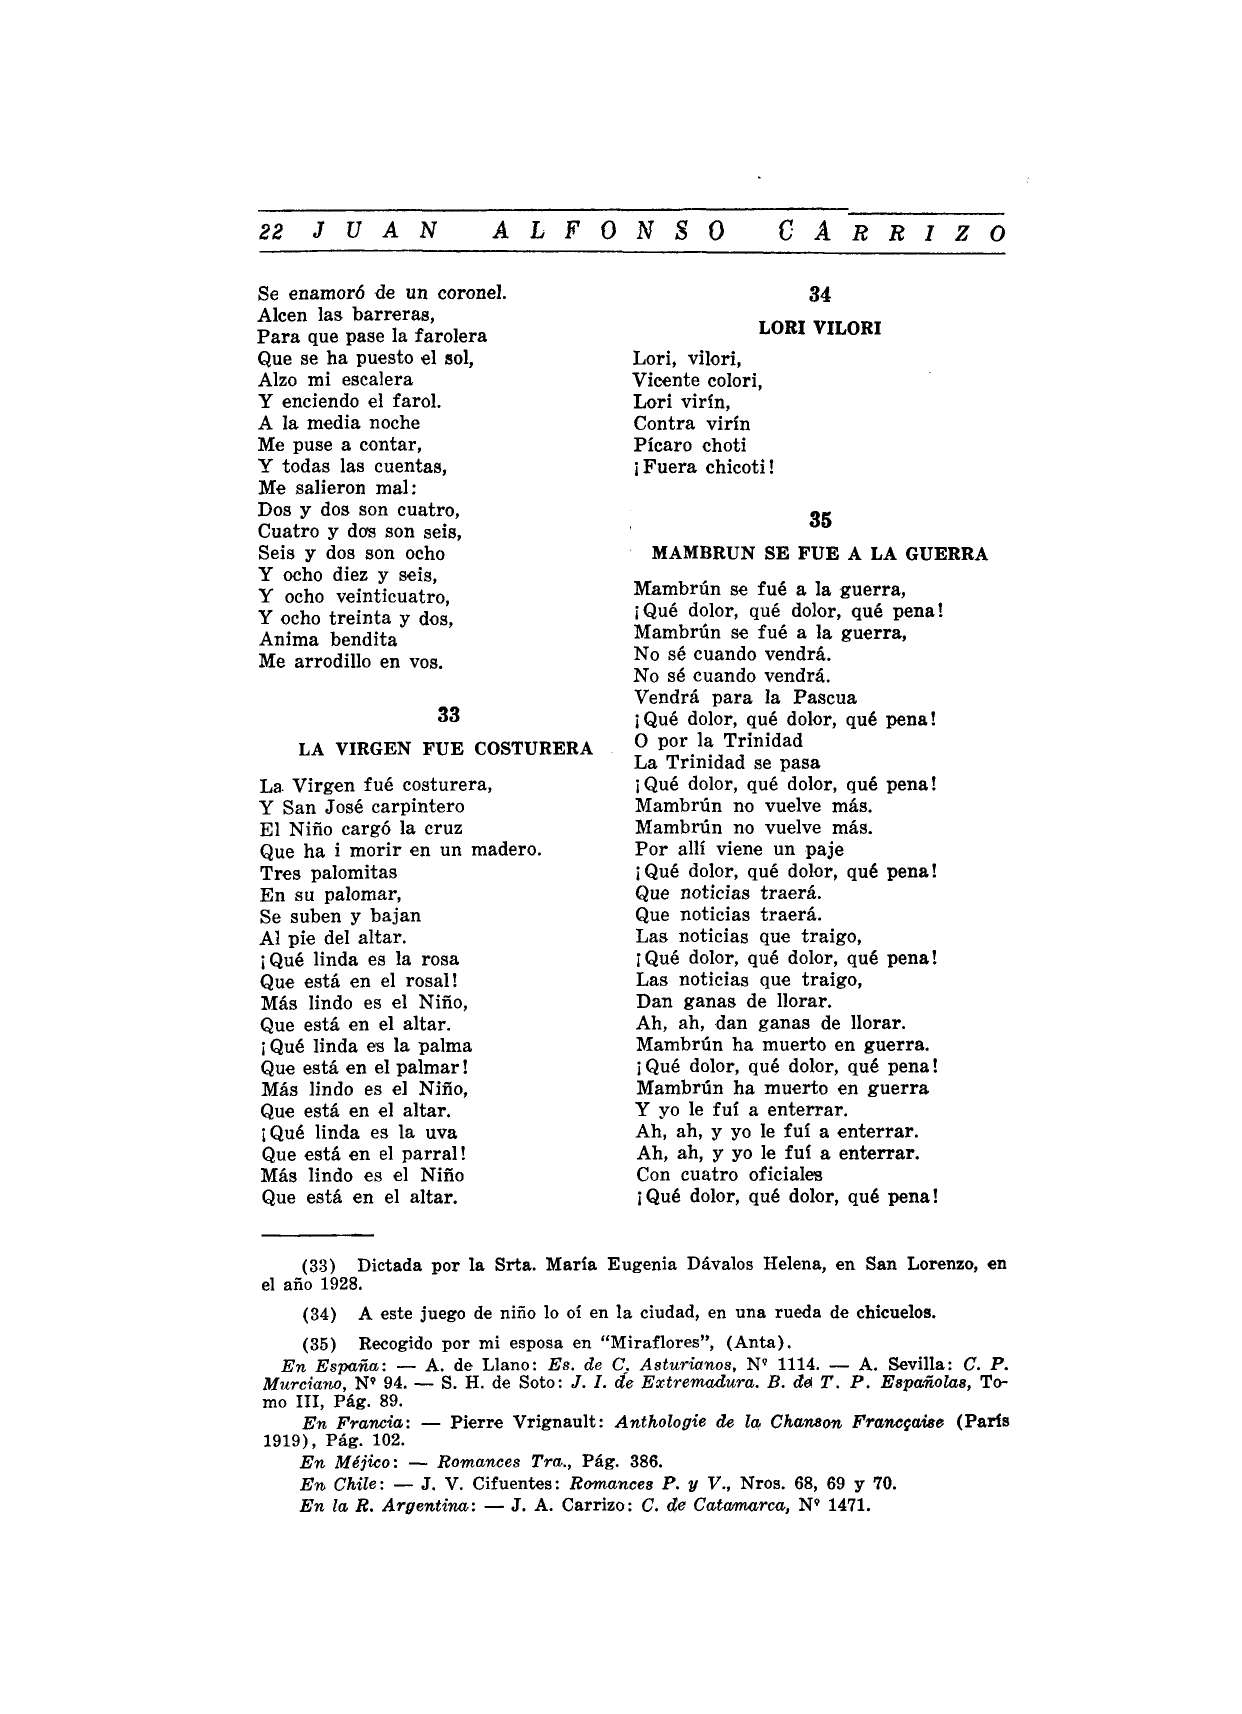 22 JUAN ALFONSO CARRIZO
Se enamoró de un coronel.
Alcen las barreras,
Para que pase la farolera
Que se ha puesto el sol,
Alzo mi escalera
Y enciendo el farol.
A la media noche
Me puse a contar,
Y todas las cuentas,
Me salieron mal:
Dos y dos son cuatro,
Cuatro y dos son seis,
Seis y dos son ocho
Y ocho diez y seis,
Y ocho veinticuatro,
Y ocho treinta y dos,
Anima bendita
Me arrodillo en vos.
33
LA VIRGEN FUE COSTURERA
La Virgen fué costurera,
Y San José carpintero
El Niño cargó la cruz
Que ha i morir en un madero.
Tres palomitas
En su palomar,
Se suben y bajan
Al pie del altar.
¡Qué linda es la rosa
Que está en el rosal!
Más lindo es el Niño,
Que está en el altar.
¡Qué linda es la palma
Que está en el palmar!
Más lindo es el Niño,
Que está en el altar.
¡Qué linda es la uva
Que está en el parral!
Más lindo es el Niño
Que está en el altar.
34
LORI VILORI
Lori, vilori,
Vicente colori,
Lori virín,
Contra virín
Pícaro choti
¡Fuera chicoti!
35
MAMBRUN SE FUE A LA GUERRA
Mambrún se fué a la guerra,
¡Qué dolor, qué dolor, qué pena!
Mambrún se fué a la guerra,
No sé cuando vendrá.
No sé cuando vendrá.
Vendrá para la Pascua
¡Qué dolor, qué dolor, qué pena!
O por la Trinidad
La Trinidad se pasa
¡Qué dolor, qué dolor, qué pena!
Mambrún no vuelve más.
Mambrún no vuelve más.
Por allí viene un paje
¡Qué dolor, qué dolor, qué pena!
Que noticias traerá.
Que noticias traerá.
Las noticias que traigo,
¡Qué dolor, qué dolor, qué pena!
Las noticias que traigo,
Dan ganas de llorar.
Ah, ah, dan ganas de llorar.
Mambrún ha muerto en guerra.
¡Qué dolor, qué dolor, qué pena!
Mambrún ha muerto en guerra
Y yo le fuí a enterrar.
Ah, ah, y yo le fuí a enterrar.
Ah, ah, y yo le fuí a enterrar.
Con cuatro oficiales
¡Qué dolor, qué dolor, qué pena!
(33) Dictada por la Srta. María Eugenia Dávalos Helena, en San Lorenzo, en
el año 1928.
(34) A este juego de niño lo oí en la ciudad, en una rueda de chicuelos.
(35) Recogido por mi esposa en “Miraflores”, (Anta).
En España: — A. de Llano: Es. de C. Asturianos, Nº 1114. — A. Sevilla: C. P.
Murciano, Nº 94. — S. H. de Soto: J. I. de Extremadura. B. del T. P. Españolas, To-
mo III, Pág. 89.
En Francia: — Pierre Vrignault: Anthologie de la Chanson Francçaise (París
1919), Pág. 102.
En Méjico: — Romances Tra., Pág. 386.
En Chile: — J. V. Cifuentes: Romances P. y V., Nros. 68, 69 y 70.
En la R. Argentina: — J. A. Carrizo: C. de Catamarca, Nº 1471.